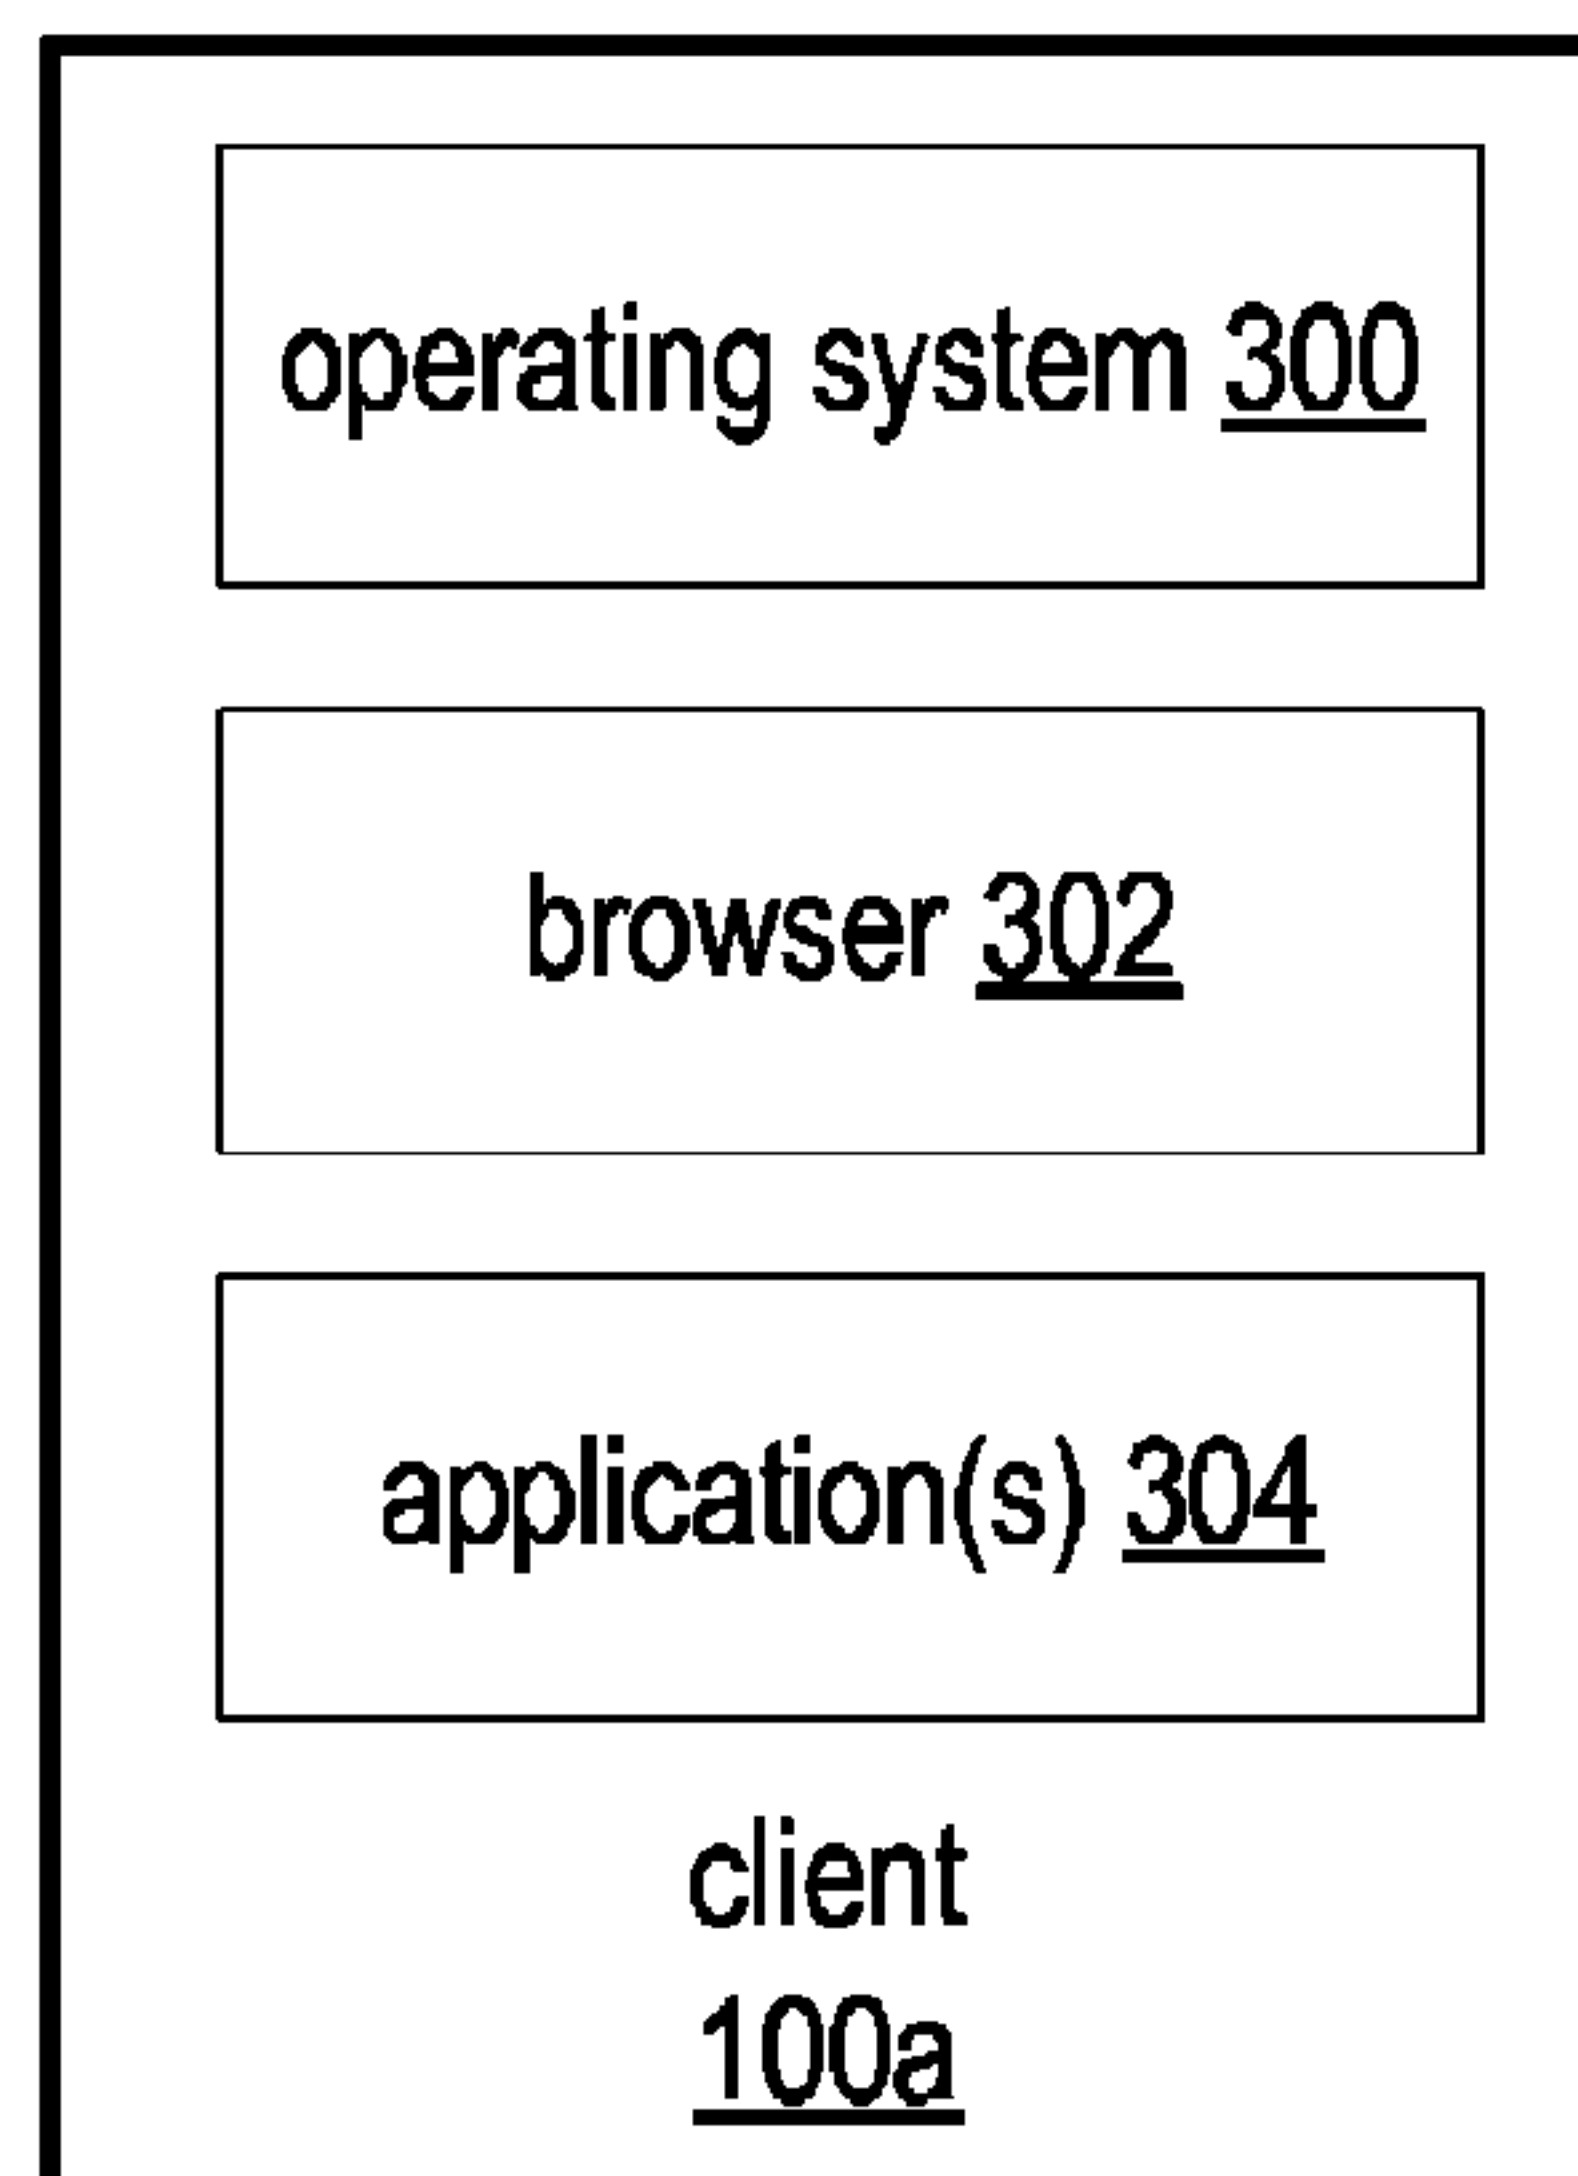 operating system 300
browser 302
application(s) 304
client
100a